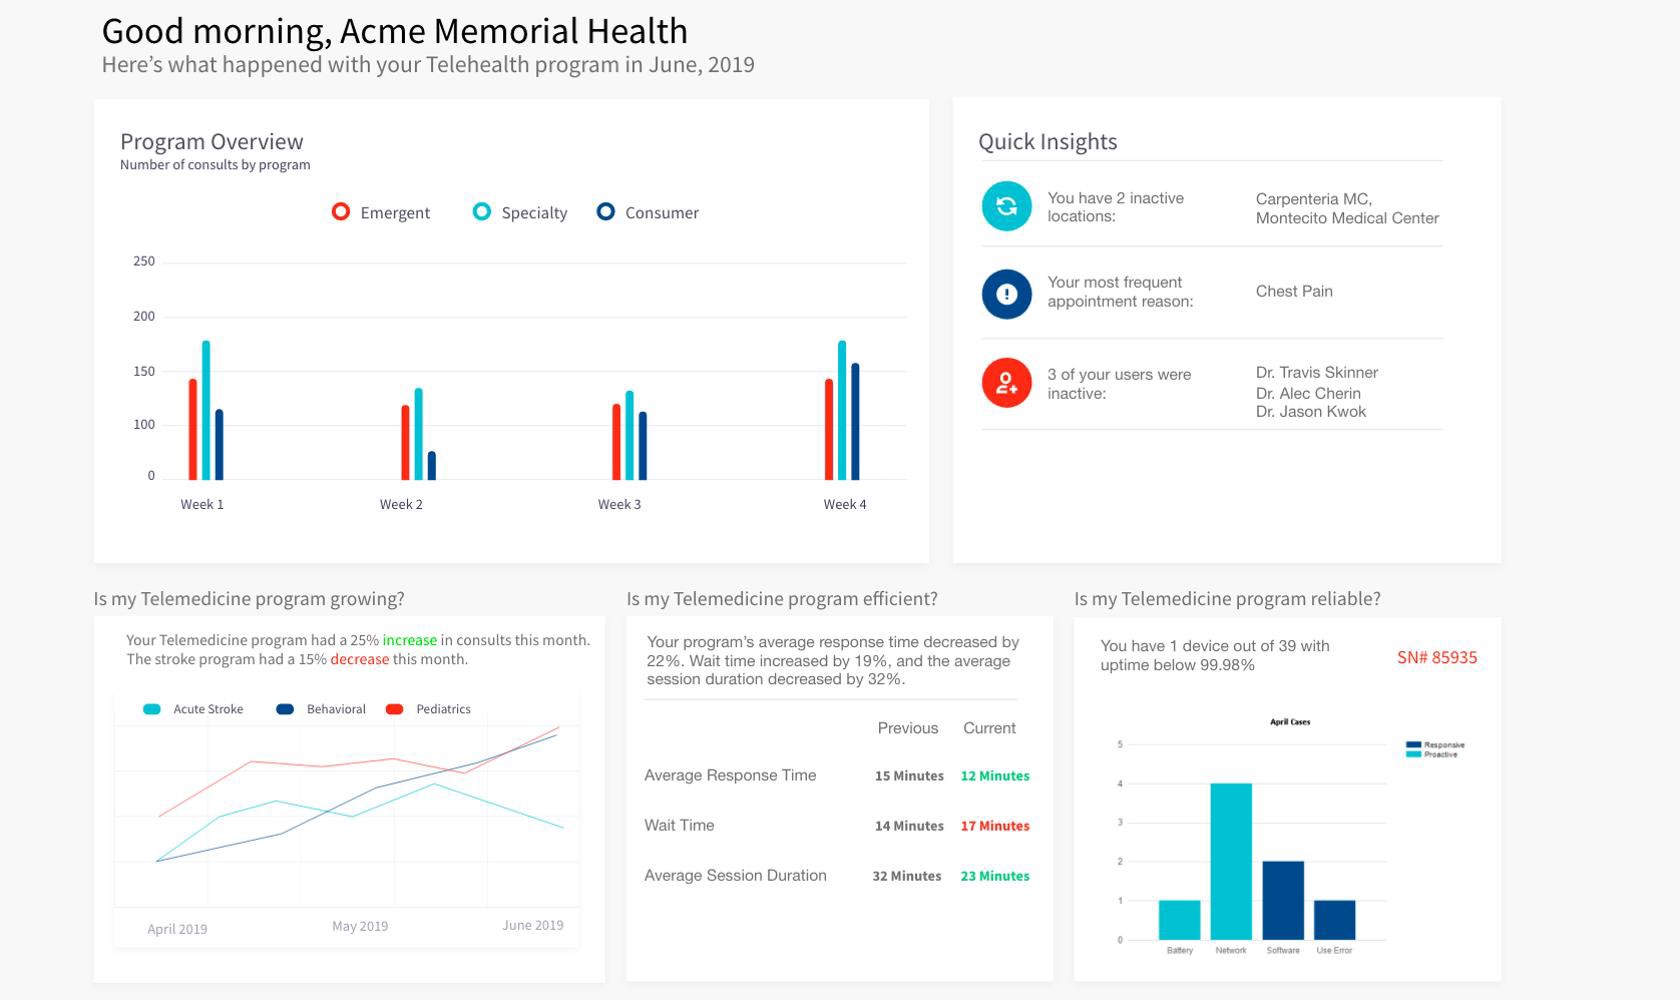 Good morning, Acme Memorial Health
Here’s what happened with your Telehealth program in June, 2019
Program Overview
Number of consults by program
Emergent
Specialty
Consumer
250
200
150
100
0
Week 1
Week 2
Week 3
Week 4
Quick Insights
You have 2 inactive
locations:
Carpenteria MC,
Montecito Medical Center
Your most frequent
appointment reason:
Chest Pain
3 of your users were
inactive:
Dr. Travis Skinner
Dr. Alec Cherin
Dr. Jason Kwok
Is my Telemedicine program growing?
Your Telemedicine program had a 25% increase in consults this month.
The stroke program had a 15% decrease this month.
Acute Stroke
Behavioral
Pediatrics
April 2019
May 2019
June 2019
Is my Telemedicine program efficient?
Your program’s average response time decreased by
22%. Wait time increased by 19%, and the average
session duration decreased by 32%.
Previous Current
Average Response Time 15 Minutes 12 Minutes
Wait Time 14 Minutes 17 Minutes
Average Session Duration 32 Minutes 23 Minutes
Is my Telemedicine program reliable?
You have 1 device out of 39 with
uptime below 99.98%
SN# 85935
April Cases
Responsive
Proactive
5
4
3
2
1
0
Battery
Network
Software
Use Error